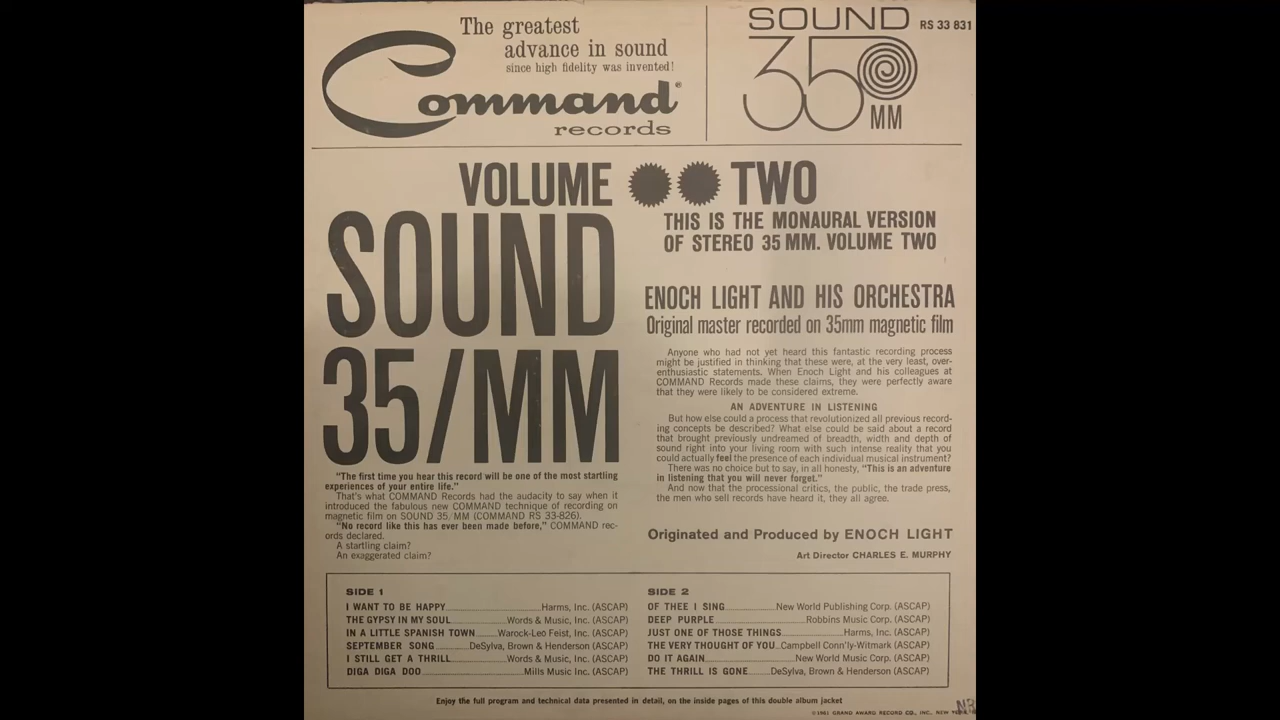 The greatest
advance in sound
since high fidelity was invented!
Command®
records
SOUND
35
MM
RS 33 831
VOLUME TWO
SOUND
35/MM
"The first time you hear this record will be one of the most startling
experiences of your entire life."
That's what COMMAND Records had the audacity to say when it
introduced the fabulous new COMMAND technique of recording on
magnetic film on SOUND 35/MM (COMMAND RS 33-826).
"No record like this has ever been made before," COMMAND rec-
ords declared.
A startling claim?
An exaggerated claim?
THIS IS THE MONAURAL VERSION
OF STEREO 35 MM. VOLUME TWO
ENOCH LIGHT AND HIS ORCHESTRA
Original master recorded on 35mm magnetic film
Anyone who had not yet heard this fantastic recording process
might be justified in thinking that these were, at the very least, over-
enthusiastic statements. When Enoch Light and his colleagues at
COMMAND Records made these claims, they were perfectly aware
that they were likely to be considered extreme.
AN ADVENTURE IN LISTENING
But how else could a process that revolutionized all previous record-
ing concepts be described? What else could be said about a record
that brought previously undreamed of breadth, width and depth of
sound right into your living room with such intense reality that you
could actually feel the presence of each individual musical instrument?
There was no choice but to say, in all honesty, "This is an adventure
in listening that you will never forget."
And now that the processional critics, the public, the trade press,
the men who sell records have heard it, they all agree.
Originated and Produced by ENOCH LIGHT
Art Director CHARLES E. MURPHY
SIDE 1
I WANT TO BE HAPPY Harms, Inc. (ASCAP)
THE GYPSY IN MY SOUL Words & Music, Inc. (ASCAP)
IN A LITTLE SPANISH TOWN Warock-Leo Feist, Inc. (ASCAP)
SEPTEMBER SONG DeSylva, Brown & Henderson (ASCAP)
I STILL GET A THRILL Words & Music, Inc. (ASCAP)
DIGA DIGA DOO Mills Music Inc. (ASCAP)
SIDE 2
OF THEE I SING New World Publishing Corp. (ASCAP)
DEEP PURPLE Robbins Music Corp. (ASCAP)
JUST ONE OF THOSE THINGS Harms, Inc. (ASCAP)
THE VERY THOUGHT OF YOU Campbell Conn'ly-Witmark (ASCAP)
DO IT AGAIN New World Music Corp. (ASCAP)
THE THRILL IS GONE DeSylva, Brown & Henderson (ASCAP)
Enjoy the full program and technical data presented in detail, on the inside pages of this double album jacket
©1961 GRAND AWARD RECORD CO., INC. NEW